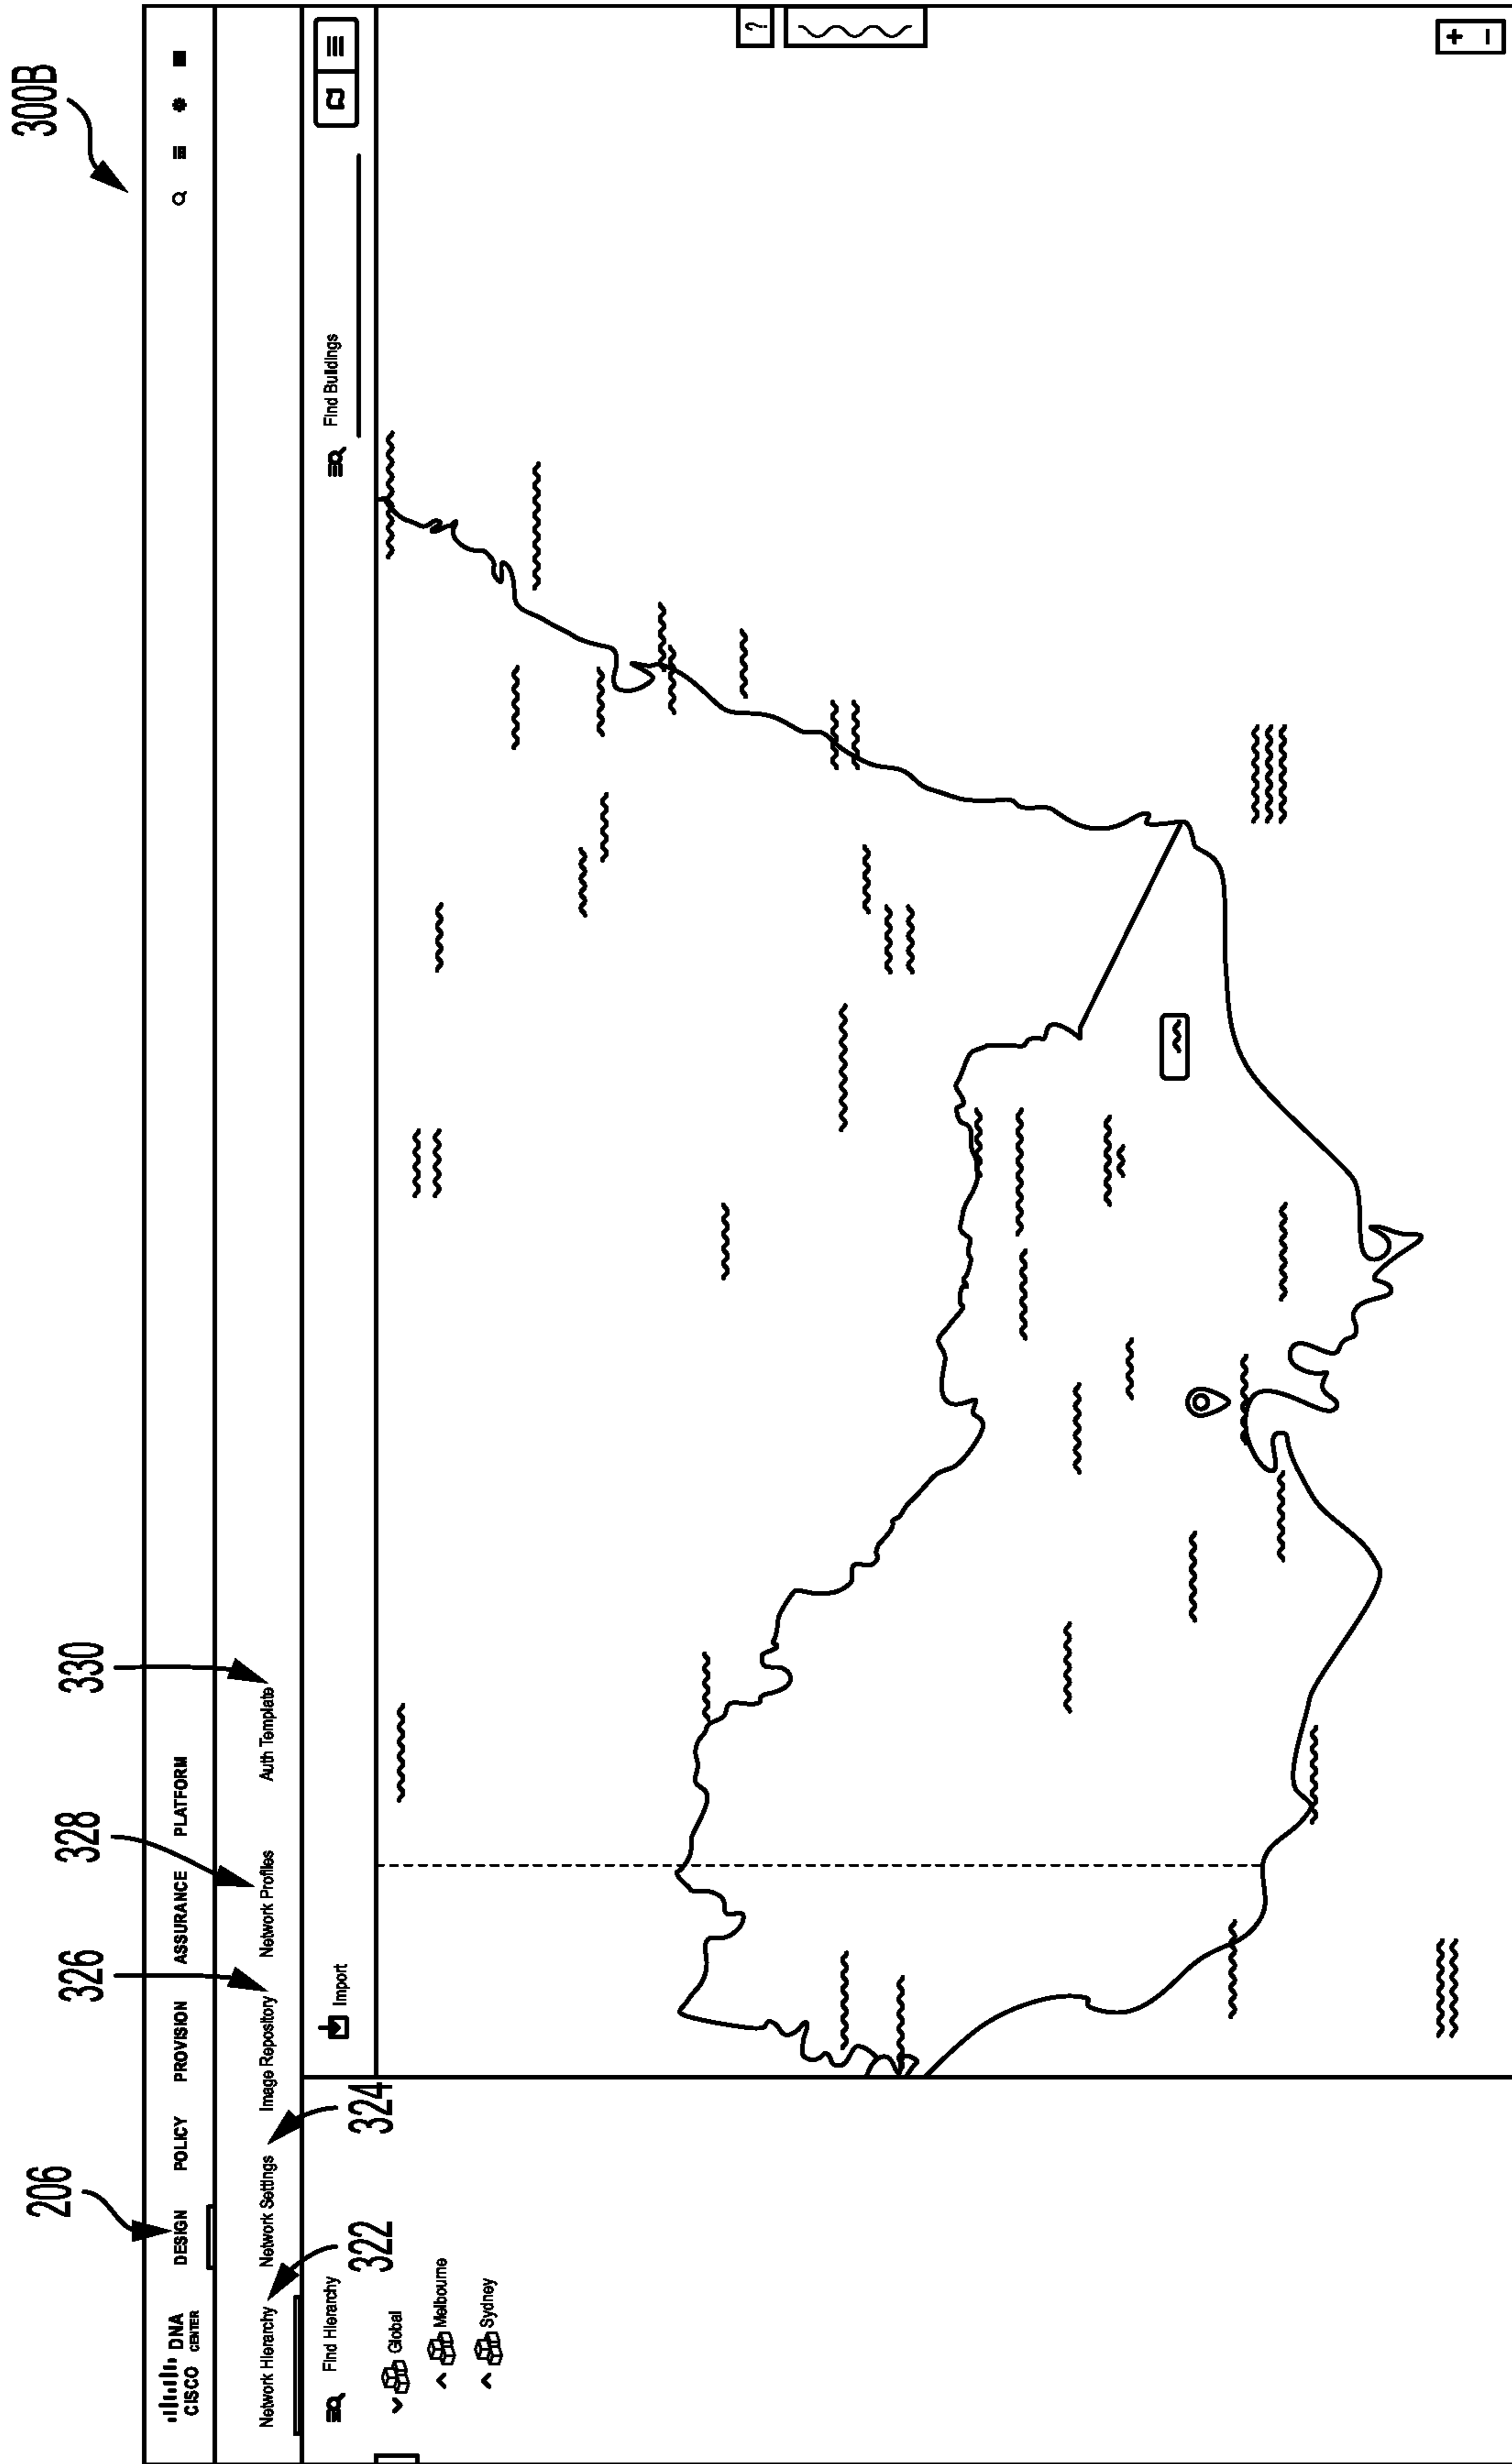 300B
206
326
328
330
CISCO DNA CENTER
DESIGN POLICY PROVISION ASSURANCE PLATFORM
Network Hierarchy Network Settings Image Repository Network Profiles Auth Template
Find Hierarchy
322
324
Import
Find Buildings
Global
Melbourne
Sydney
?
+
−